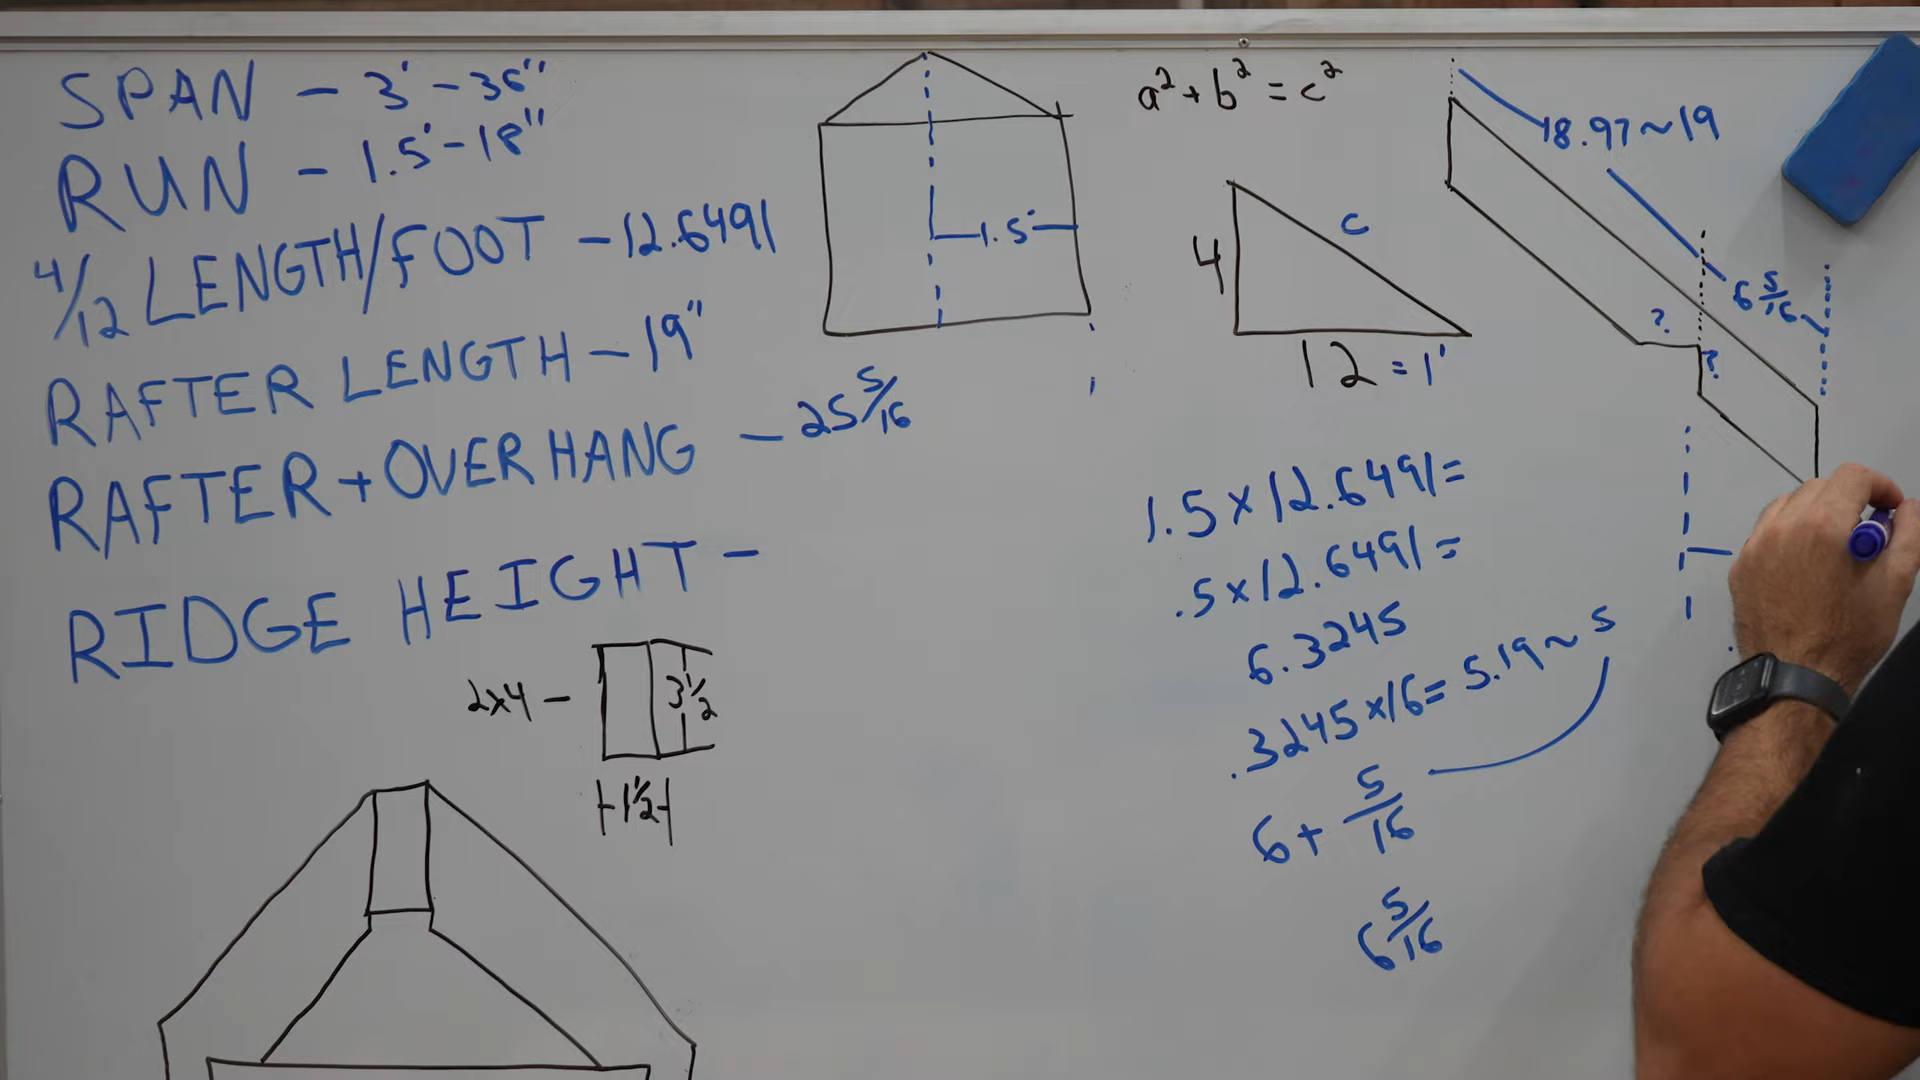 SPAN - 3' - 36"
RUN - 1.5' - 18"
4/12 LENGTH/FOOT - 12.6491
RAFTER LENGTH - 19"
RAFTER + OVERHANG - 25 5/16
RIDGE HEIGHT -
2x4 - 3 1/2
1 1/2
1.5'
a² + b² = c²
4
c
12 = 1'
18.97 ~ 19
6 5/16
?
?
1.5 x 12.6491 =
.5 x 12.6491 =
6.3245
.3245 x 16 = 5.19 ~ 5
6 + 5/16
6 5/16